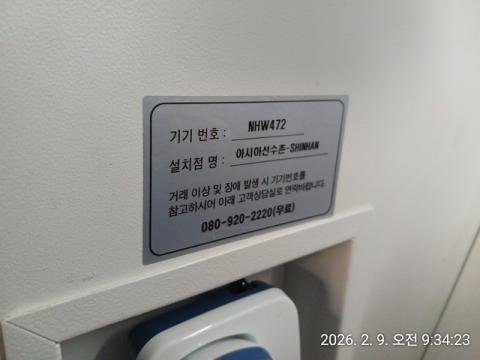 기기 번호 : NHW472
설치점 명 : 아시아선수촌-SHINHAN
거래 이상 및 장애 발생 시 기기번호를
참고하시어 아래 고객상담실로 연락바랍니다.
080-920-2220(무료)
2026. 2. 9. 오전 9:34:23